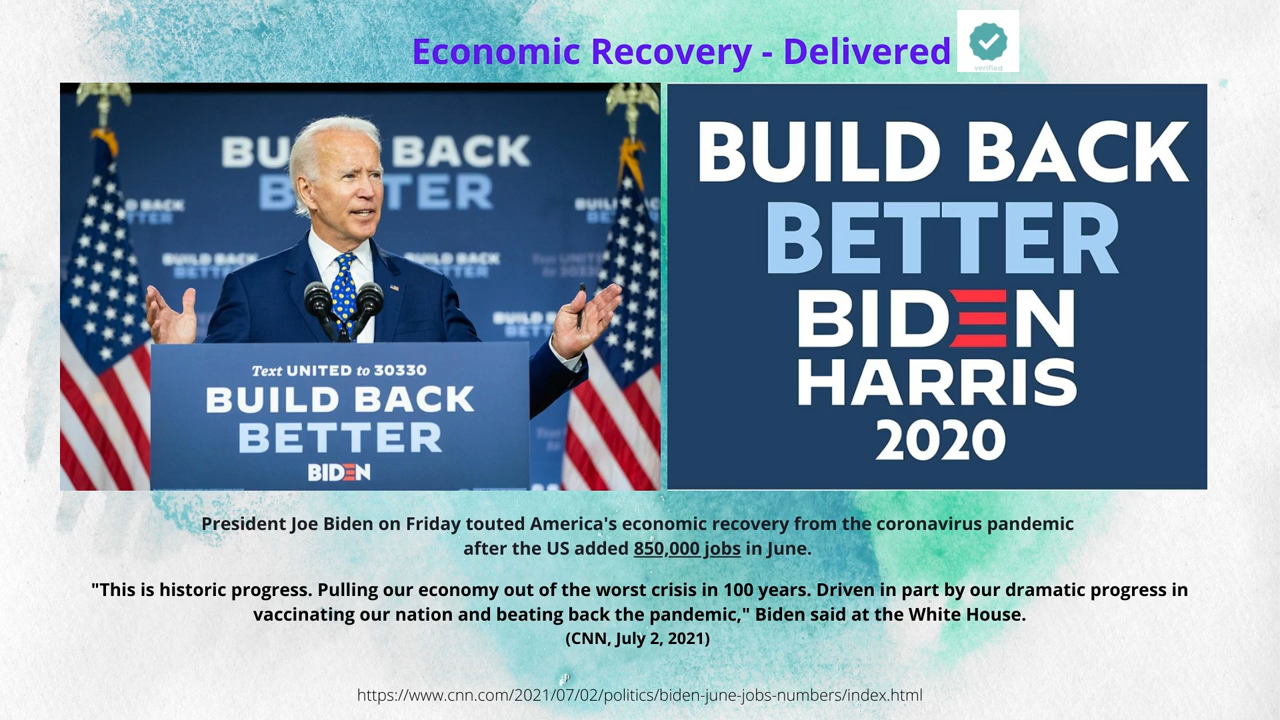 Economic Recovery - Delivered
verified
BUILD BACK
BETTER
BUILD BACK
BETTER
Text UNITED to 30330
BUILD BACK
BETTER
BIDEN
BUILD BACK
BETTER
BIDEN
HARRIS
2020
President Joe Biden on Friday touted America's economic recovery from the coronavirus pandemic
after the US added 850,000 jobs in June.
"This is historic progress. Pulling our economy out of the worst crisis in 100 years. Driven in part by our dramatic progress in
vaccinating our nation and beating back the pandemic," Biden said at the White House.
(CNN, July 2, 2021)
https://www.cnn.com/2021/07/02/politics/biden-june-jobs-numbers/index.html